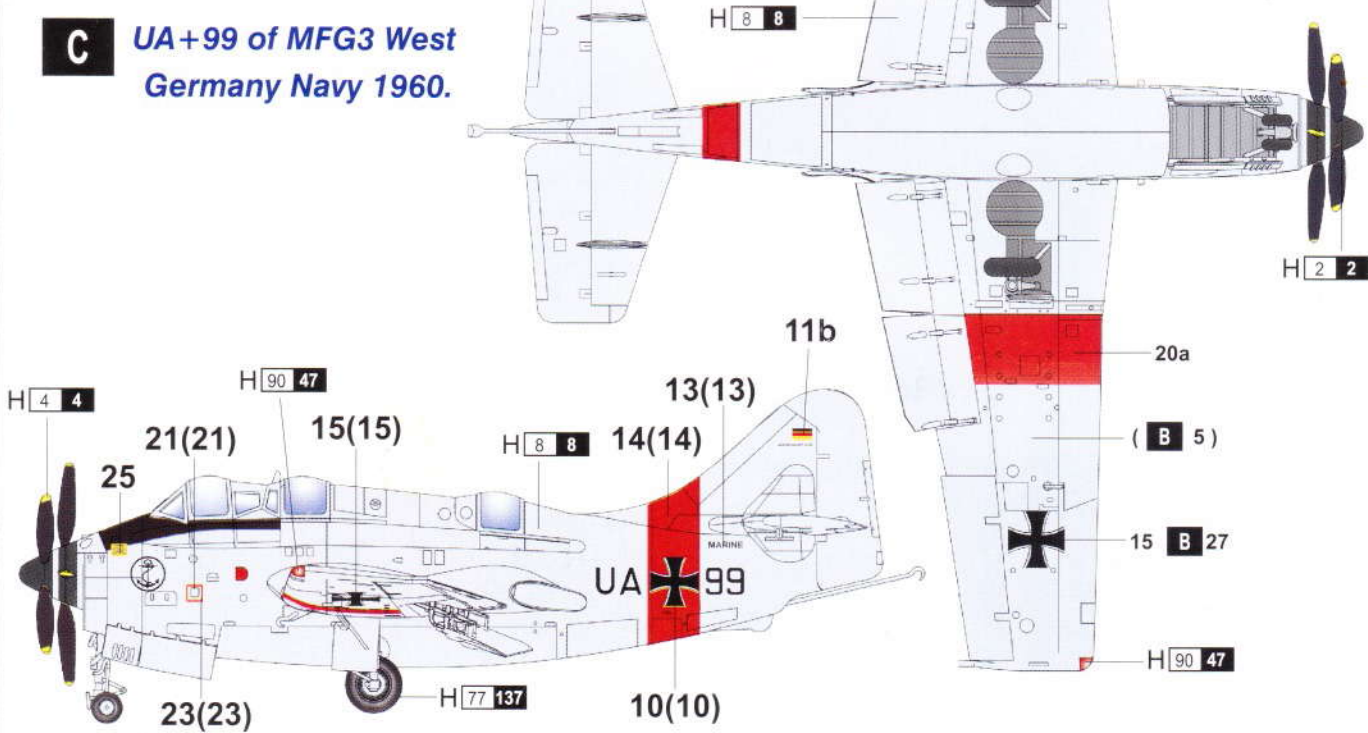 C UA+99 of MFG3 West
Germany Navy 1960.
H 8 8
H 2 2
20a
( B 5 )
15 B 27
H 90 47
11b
13(13)
H 90 47
H 4 4
15(15)
21(21)
H 8 8
14(14)
25
MARINE
UA 99
H 77 137
10(10)
23(23)